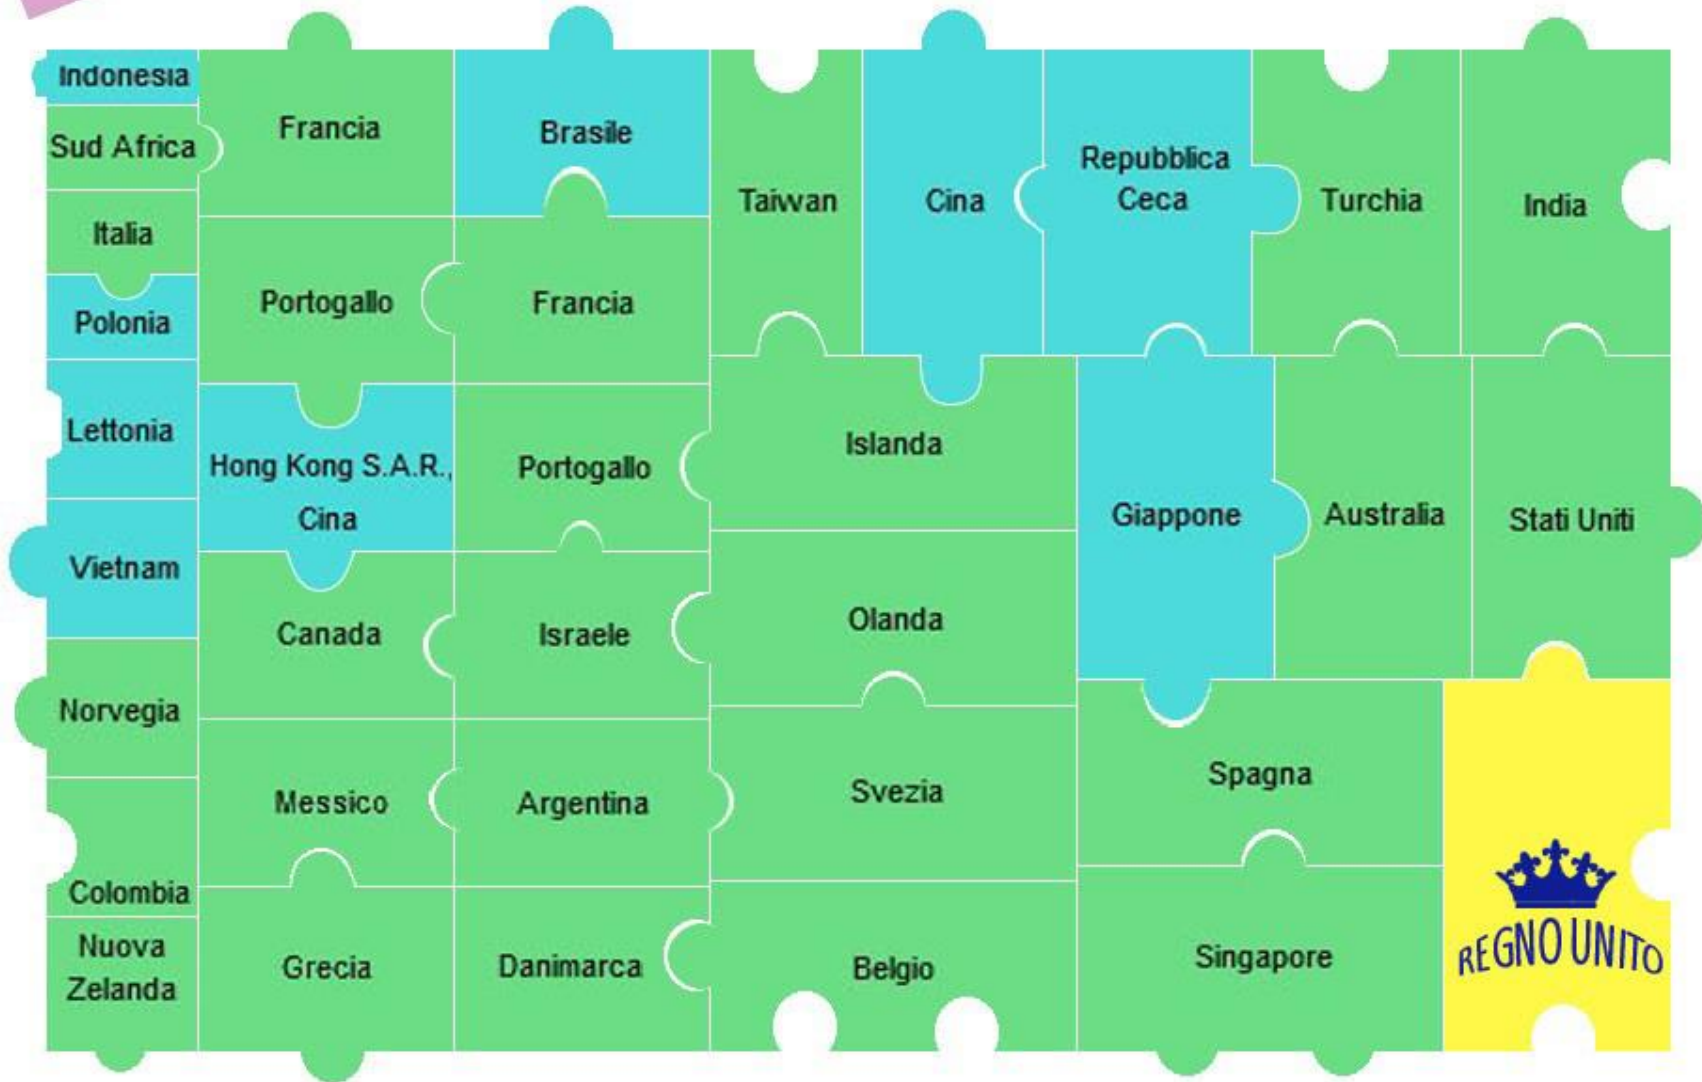 Indonesia
Sud Africa
Italia
Polonia
Lettonia
Vietnam
Norvegia
Colombia
Nuova
Zelanda
Francia
Portogallo
Hong Kong S.A.R.,
Cina
Canada
Messico
Grecia
Brasile
Francia
Portogallo
Israele
Argentina
Danimarca
Taiwan
Cina
Repubblica
Ceca
Turchia
India
Islanda
Olanda
Svezia
Belgio
Giappone
Australia
Stati Uniti
Spagna
Singapore
REGNO UNITO